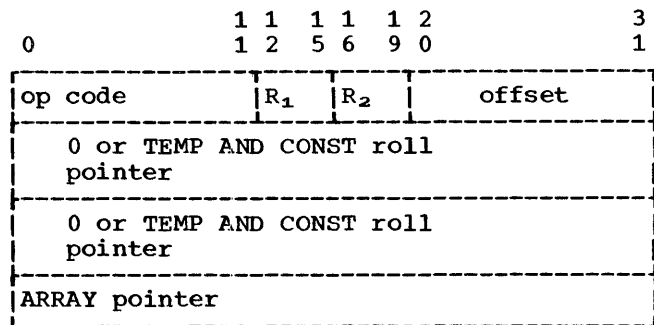 1 1 1 1 1 2 3
0 1 2 5 6 9 0 1
op code R₁ R₂ offset
0 or TEMP AND CONST roll
pointer
0 or TEMP AND CONST roll
pointer
ARRAY pointer